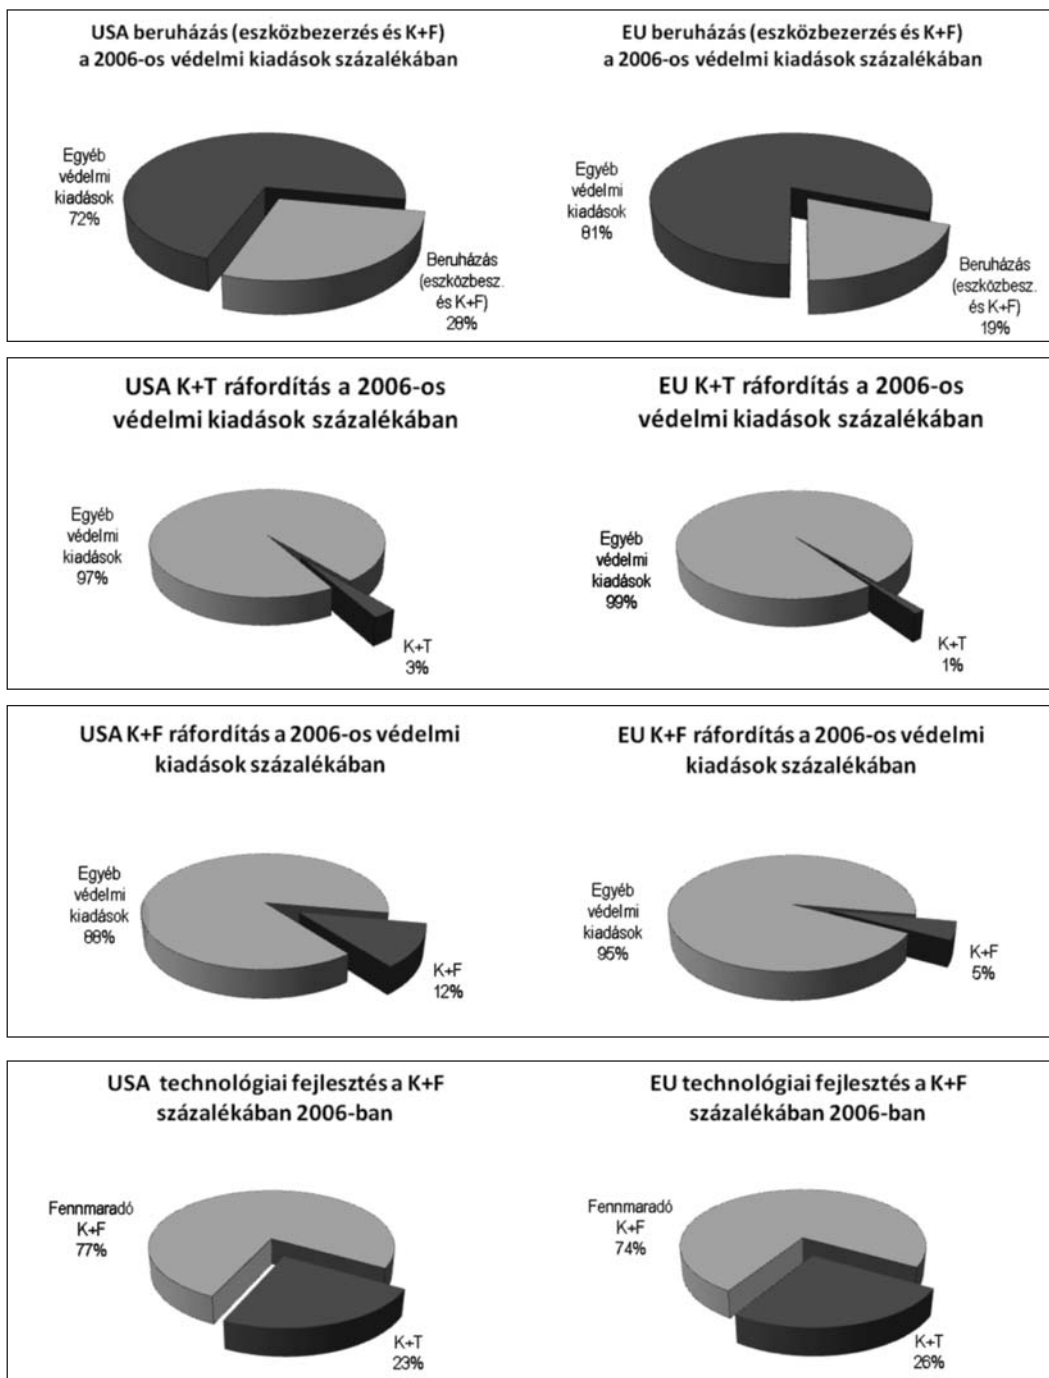 USA beruházás (eszközbezerzés és K+F)
a 2006-os védelmi kiadások százalékában
Egyéb
védelmi
kiadások
72%
Beruházás
(eszközbesz.
és K+F)
28%
EU beruházás (eszközbezerzés és K+F)
a 2006-os védelmi kiadások százalékában
Egyéb
védelmi
kiadások
81%
Beruházás
(eszközbesz.
és K+F)
19%
USA K+T ráfordítás a 2006-os
védelmi kiadások százalékában
Egyéb
védelmi
kiadások
97%
K+T
3%
EU K+T ráfordítás a 2006-os
védelmi kiadások százalékában
Egyéb
védelmi
kiadások
99%
K+T
1%
USA K+F ráfordítás a 2006-os védelmi
kiadások százalékában
Egyéb
védelmi
kiadások
88%
K+F
12%
EU K+F ráfordítás a 2006-os védelmi
kiadások százalékában
Egyéb
védelmi
kiadások
95%
K+F
5%
USA technológiai fejlesztés a K+F
százalékában 2006-ban
Fennmaradó
K+F
77%
K+T
23%
EU technológiai fejlesztés a K+F
százalékában 2006-ban
Fennmaradó
K+F
74%
K+T
26%